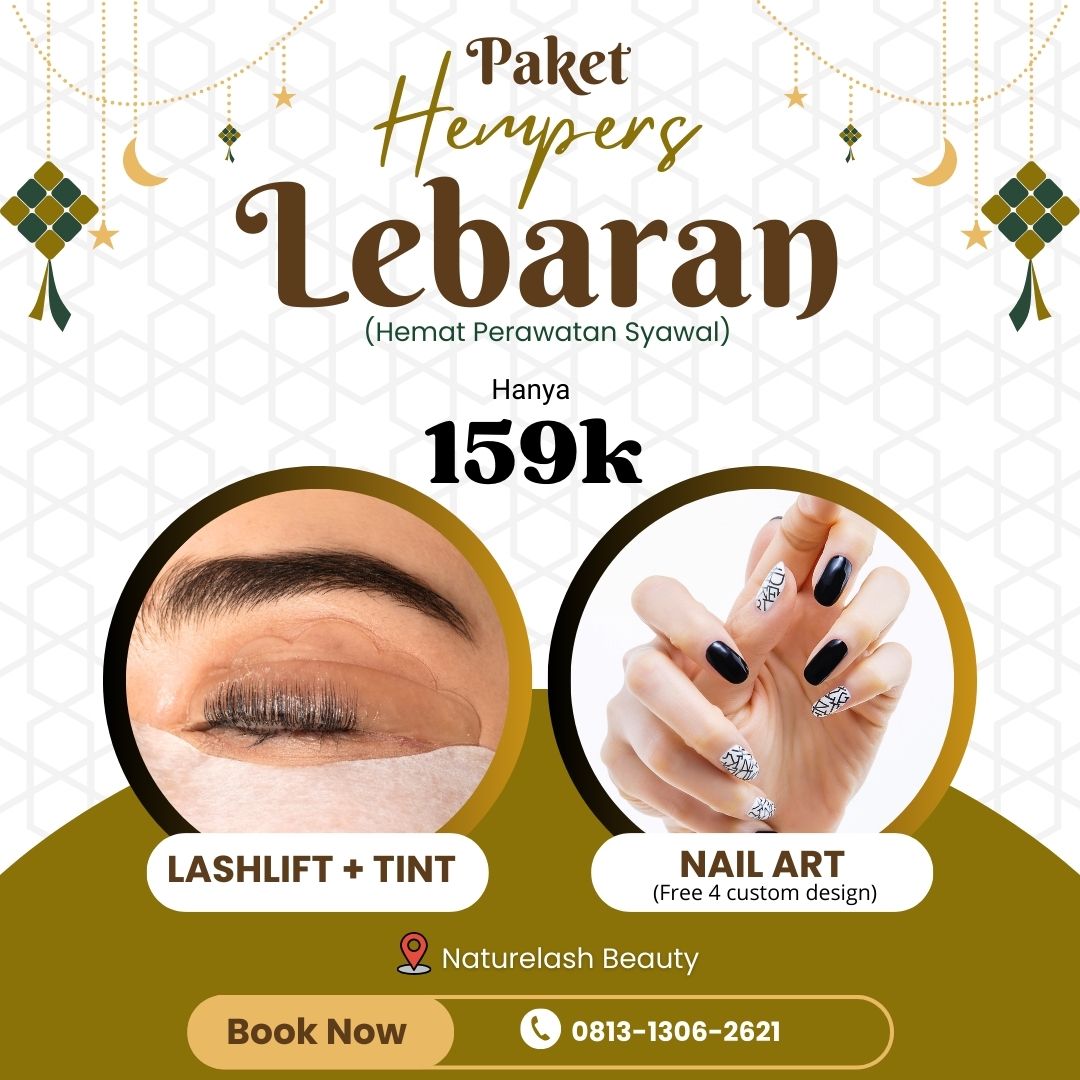 Paket
Hempers
Lebaran
(Hemat Perawatan Syawal)
Hanya
159k
LASHLIFT + TINT
NAIL ART
(Free 4 custom design)
Naturelash Beauty
Book Now
0813-1306-2621